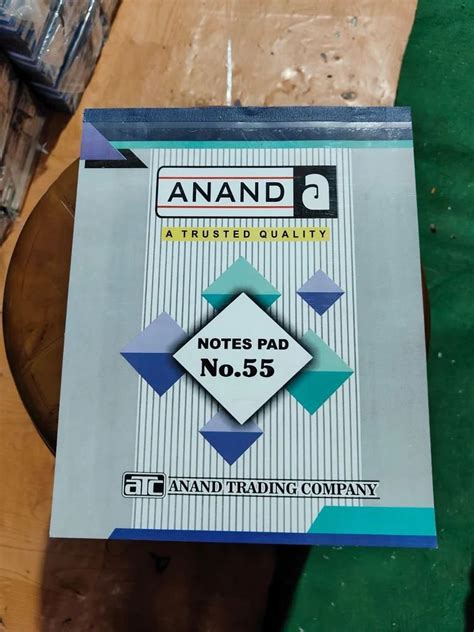 ANAND a
A TRUSTED QUALITY
NOTES PAD
No.55
atc ANAND TRADING COMPANY